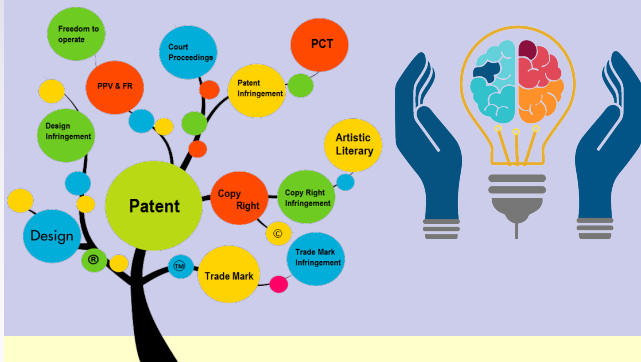 Freedom to
operate
PPV & FR
Court
Proceedings
PCT
Patent
Infringement
Design
Infringement
Artistic
Literary
Patent
Copy
Right
Copy Right
Infringement
©
Design
®
TM
Trade Mark
Trade Mark
Infringement